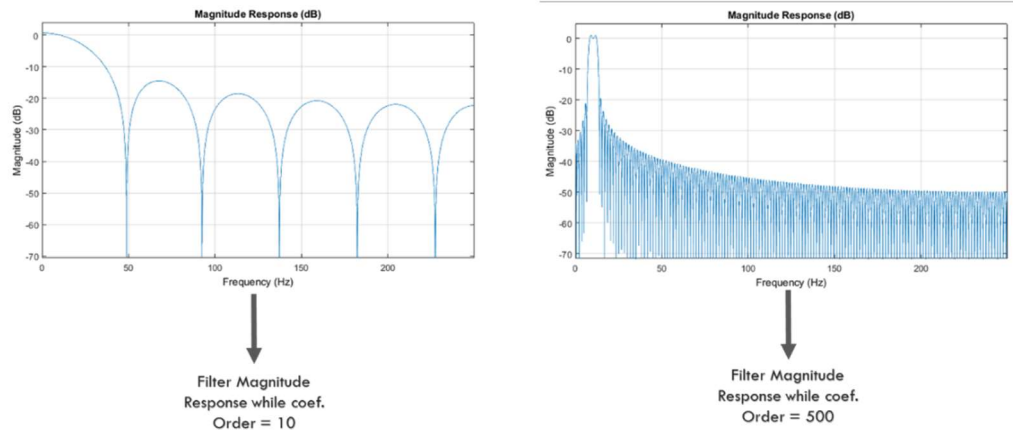 Magnitude Response (dB)
Magnitude (dB)
0
-10
-20
-30
-40
-50
-60
-70
0 50 100 150 200
Frequency (Hz)
Filter Magnitude
Response while coef.
Order = 10
Magnitude Response (dB)
Magnitude (dB)
0
-10
-20
-30
-40
-50
-60
-70
0 50 100 150 200
Frequency (Hz)
Filter Magnitude
Response while coef.
Order = 500